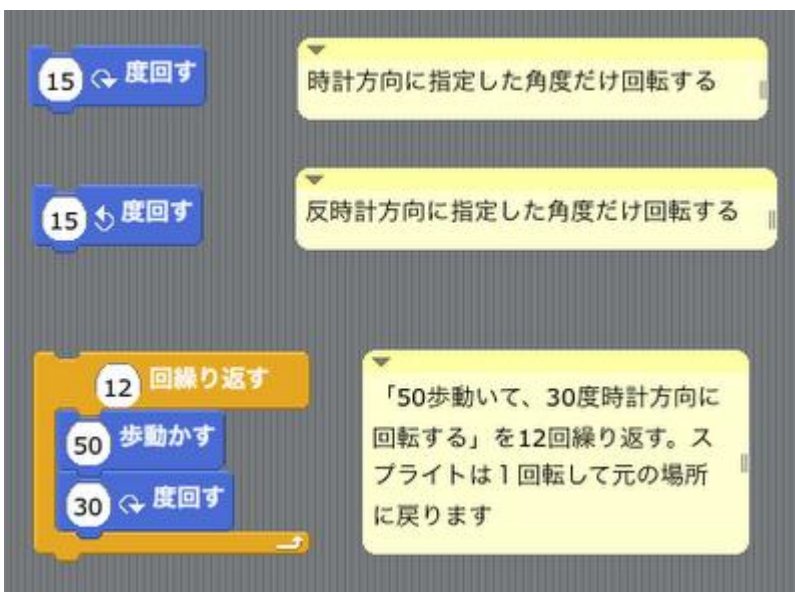 15 度回す
時計方向に指定した角度だけ回転する
15 度回す
反時計方向に指定した角度だけ回転する
12 回繰り返す
50 歩動かす
30 度回す
「50歩動いて、30度時計方向に
回転する」を12回繰り返す。ス
プライトは１回転して元の場所
に戻ります